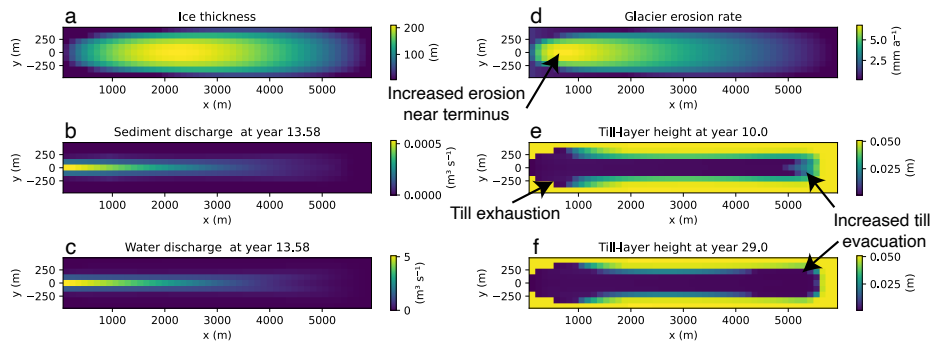 a
Ice thickness
250
0
−250
y (m)
1000 2000 3000 4000 5000
x (m)
200
100
(m)
b
Sediment discharge at year 13.58
250
0
−250
y (m)
1000 2000 3000 4000 5000
x (m)
0.0005
0.0000
(m³ s⁻¹)
c
Water discharge at year 13.58
250
0
−250
y (m)
1000 2000 3000 4000 5000
x (m)
5
0
(m³ s⁻¹)
d
Glacier erosion rate
250
0
−250
y (m)
1000 2000 3000 4000 5000
x (m)
5.0
2.5
(mm a⁻¹)
Increased erosion
near terminus
e
Till-layer height at year 10.0
250
0
−250
y (m)
1000 2000 3000 4000 5000
x (m)
0.050
0.025
(m)
Till exhaustion
Increased till
evacuation
f
Till-layer height at year 29.0
250
0
−250
y (m)
1000 2000 3000 4000 5000
x (m)
0.050
0.025
(m)